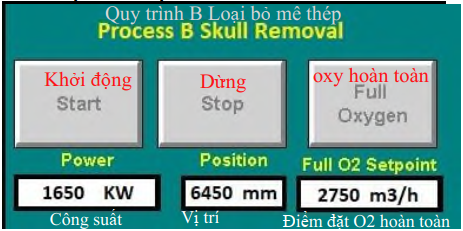 Quy trình B Loại bỏ mê thép
Process B Skull Removal
Khởi động
Start
Dừng
Stop
oxy hoàn toàn
Full
Oxygen
Power
Position
Full O2 Setpoint
1650 KW
6450 mm
2750 m3/h
Công suất
Vị trí
Điểm đặt O2 hoàn toàn